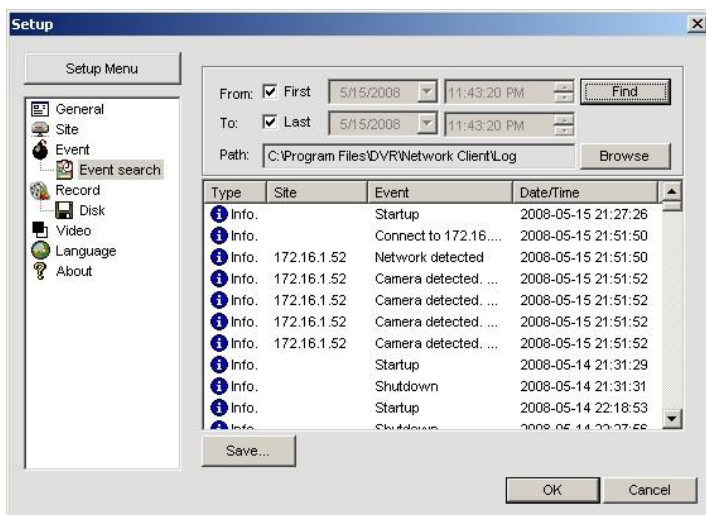 Setup
Setup Menu
General
Site
Event
Event search
Record
Disk
Video
Language
About
From: First 5/15/2008 11:43:20 PM Find
To: Last 5/15/2008 11:43:20 PM
Path: C:\Program Files\DVR\Network Client\Log Browse
Type Site Event Date/Time
Info. Startup 2008-05-15 21:27:26
Info. Connect to 172.16.... 2008-05-15 21:51:50
Info. 172.16.1.52 Network detected 2008-05-15 21:51:50
Info. 172.16.1.52 Camera detected. ... 2008-05-15 21:51:52
Info. 172.16.1.52 Camera detected. ... 2008-05-15 21:51:52
Info. 172.16.1.52 Camera detected. ... 2008-05-15 21:51:52
Info. 172.16.1.52 Camera detected. ... 2008-05-15 21:51:52
Info. Startup 2008-05-14 21:31:29
Info. Shutdown 2008-05-14 21:31:31
Info. Startup 2008-05-14 22:18:53
Info. Shutdown 2008-05-14 22:27:56
Save...
OK Cancel